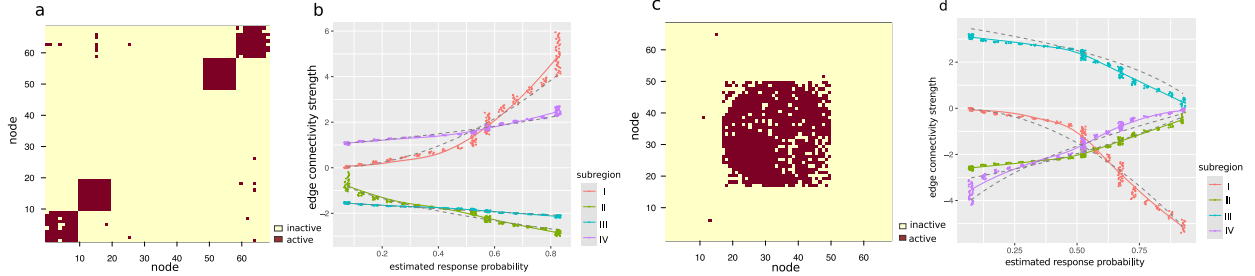 a
node
60
50
40
30
20
10
10
20
30
40
50
60
node
inactive
active
b
edge connectivity strength
6
4
2
0
−2
0.2
0.4
0.6
0.8
estimated response probability
subregion
I
II
III
IV
c
node
60
50
40
30
20
10
10
20
30
40
50
60
node
inactive
active
d
edge connectivity strength
2
0
−2
−4
0.25
0.50
0.75
estimated response probability
subregion
I
II
III
IV